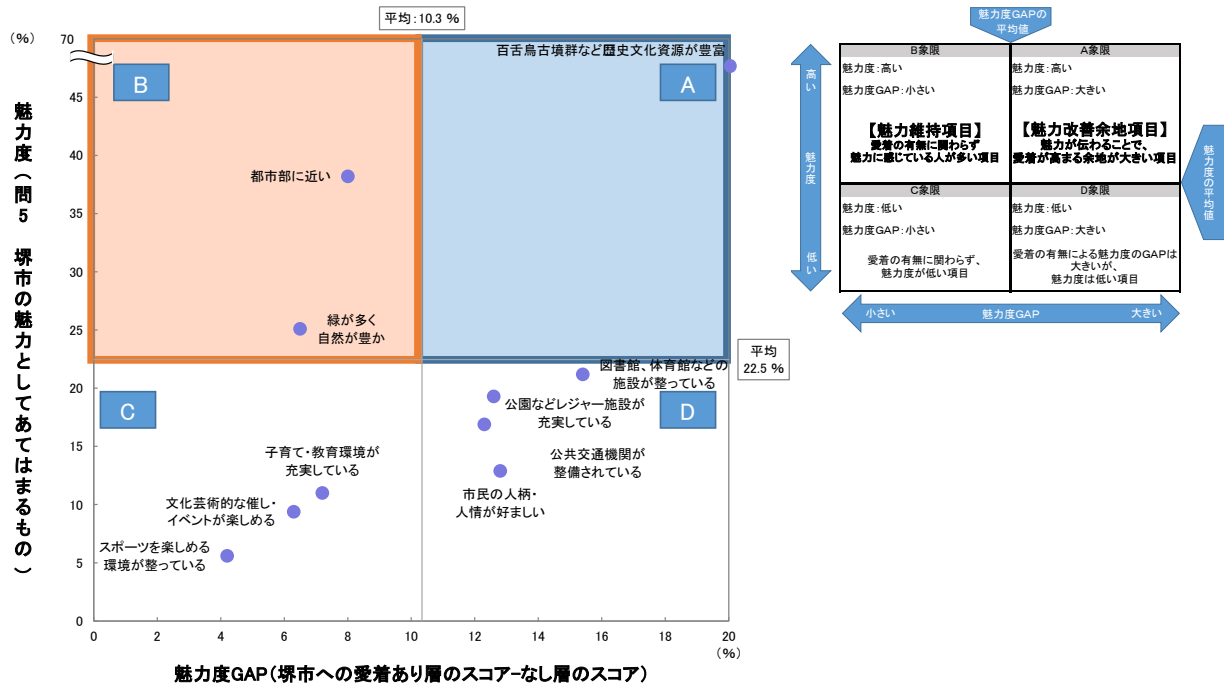 平均:10.3 %
(%)
70
45
40
35
30
25
20
15
10
5
0
魅力度(問5 堺市の魅力としてあてはまるもの)
B
A
C
D
百舌鳥古墳群など歴史文化資源が豊富
都市部に近い
緑が多く
自然が豊か
平均
22.5 %
図書館、体育館などの
施設が整っている
公園などレジャー施設が
充実している
公共交通機関が
整備されている
市民の人柄・
人情が好ましい
子育て・教育環境が
充実している
文化芸術的な催し・
イベントが楽しめる
スポーツを楽しめる
環境が整っている
0
2
4
6
8
10
12
14
16
18
20
(%)
魅力度GAP(堺市への愛着あり層のスコア-なし層のスコア)
魅力度GAPの
平均値
高い
魅力度
低い
B象限
魅力度:高い
魅力度GAP:小さい
【魅力維持項目】
愛着の有無に関わらず
魅力に感じている人が多い項目
A象限
魅力度:高い
魅力度GAP:大きい
【魅力改善余地項目】
魅力が伝わることで、
愛着が高まる余地が大きい項目
C象限
魅力度:低い
魅力度GAP:小さい
愛着の有無に関わらず、
魅力度が低い項目
D象限
魅力度:低い
魅力度GAP:大きい
愛着の有無による魅力度のGAPは
大きいが、
魅力度は低い項目
魅力度の平均値
小さい
魅力度GAP
大きい